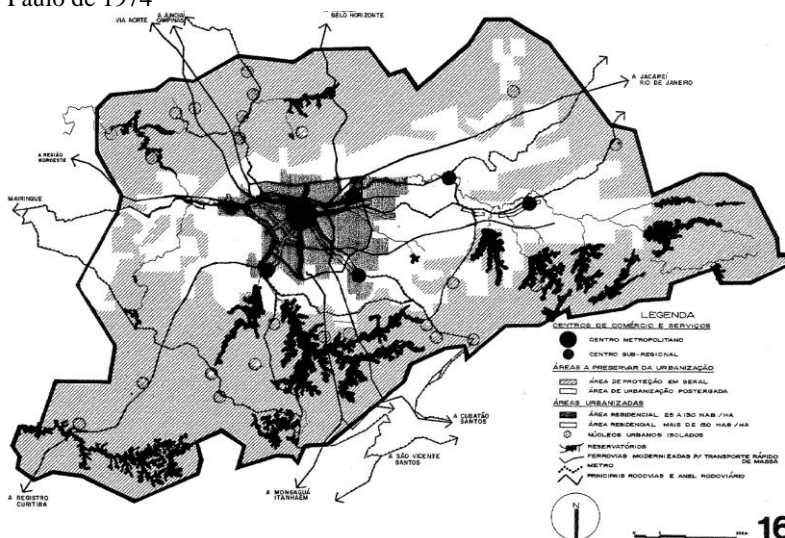 Paulo de 1974
VIA NORTE
A JUNDIAÍ
CAMPINAS
BELO HORIZONTE
A JACAREÍ
RIO DE JANEIRO
A REGIÃO
NOROESTE
MAIRINQUE
A CUBATÃO
SANTOS
A SÃO VICENTE
SANTOS
A MONGAGUÁ
ITANHAÉM
A REGISTRO
CURITIBA
LEGENDA
CENTROS DE COMÉRCIO E SERVIÇOS
CENTRO METROPOLITANO
CENTRO SUB-REGIONAL
ÁREAS A PRESERVAR DA URBANIZAÇÃO
ÁREA DE PROTEÇÃO EM GERAL
ÁREA DE URBANIZAÇÃO POSTERGADA
ÁREAS URBANIZADAS
ÁREA RESIDENCIAL 25 A 150 HAB /HA
ÁREA RESIDENCIAL MAIS DE 150 HAB /HA
NÚCLEOS URBANOS ISOLADOS
RESERVATÓRIOS
FERROVIAS MODERNIZADAS P/ TRANSPORTE RÁPIDO
DE MASSA
METRO
PRINCIPAIS RODOVIAS E ANEL RODOVIÁRIO
N
16